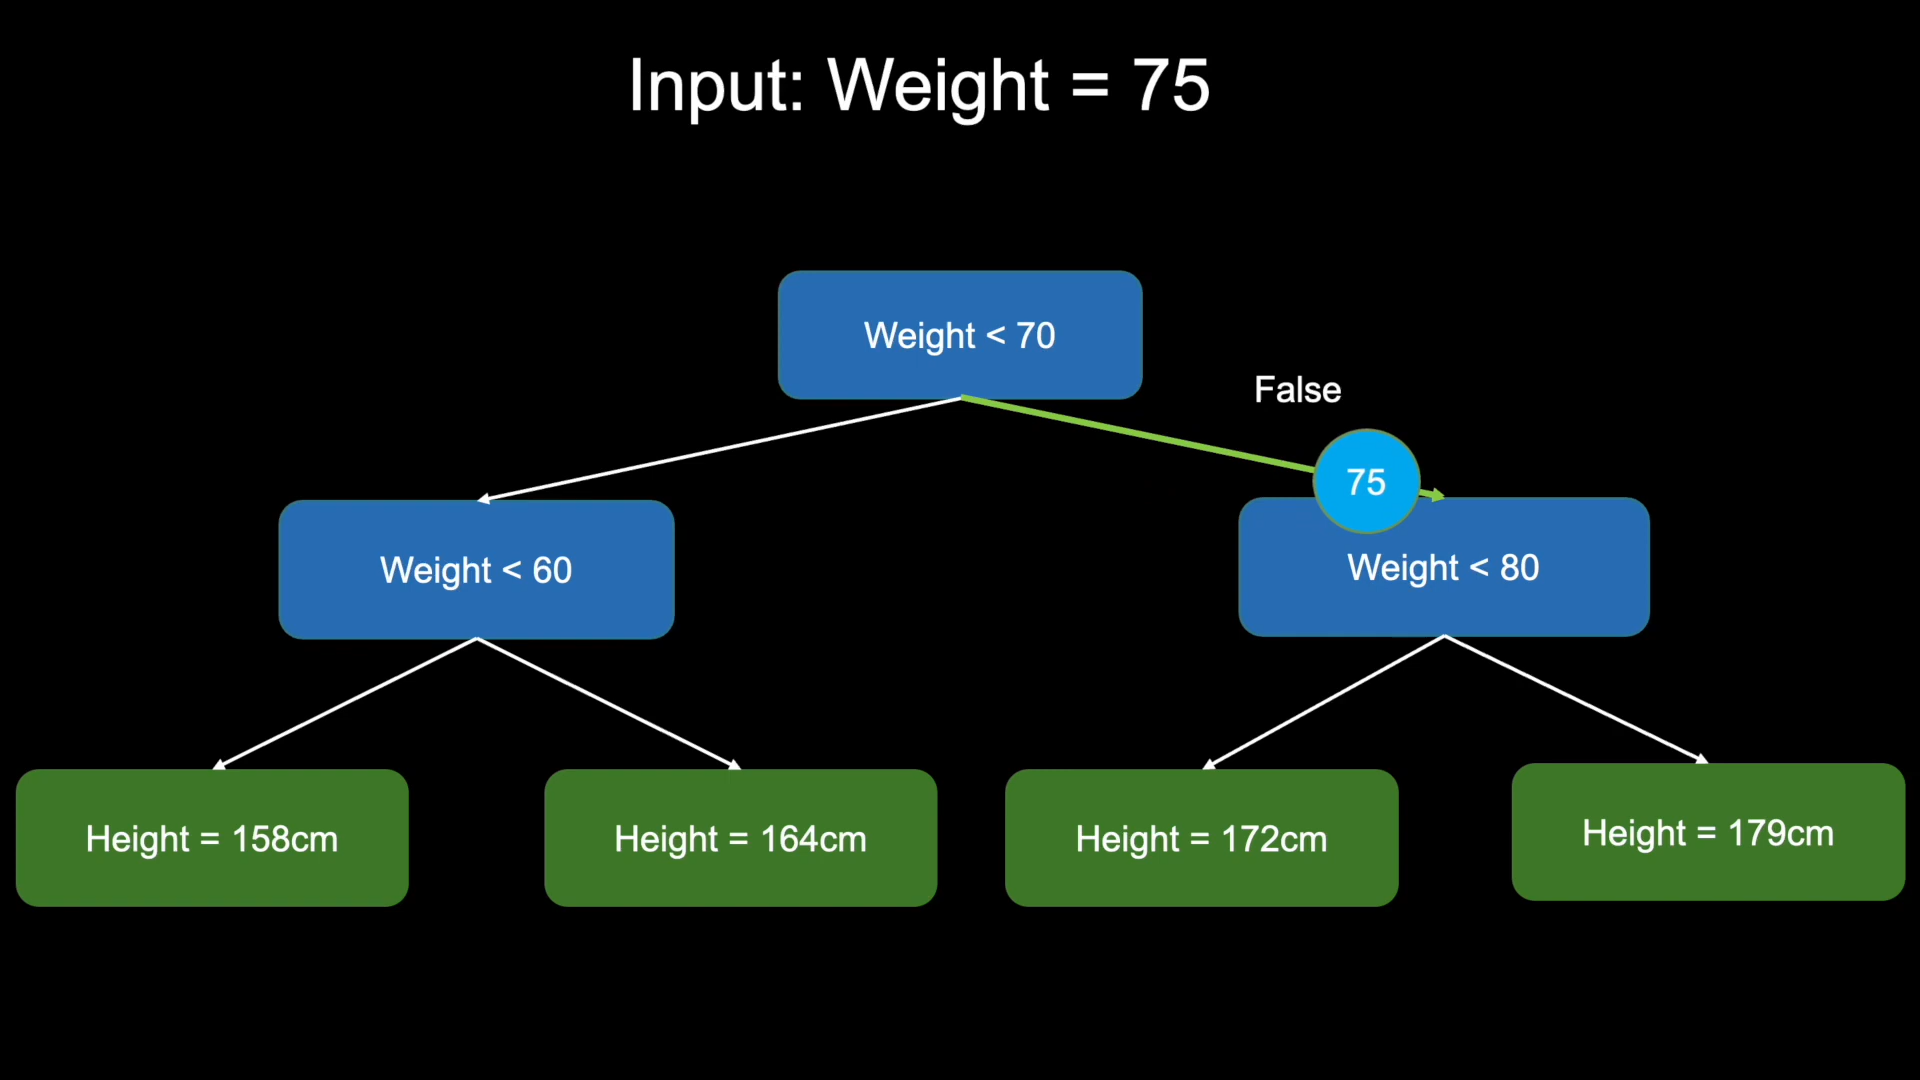 Input: Weight = 75
Weight < 70
False
75
Weight < 60
Weight < 80
Height = 158cm
Height = 164cm
Height = 172cm
Height = 179cm